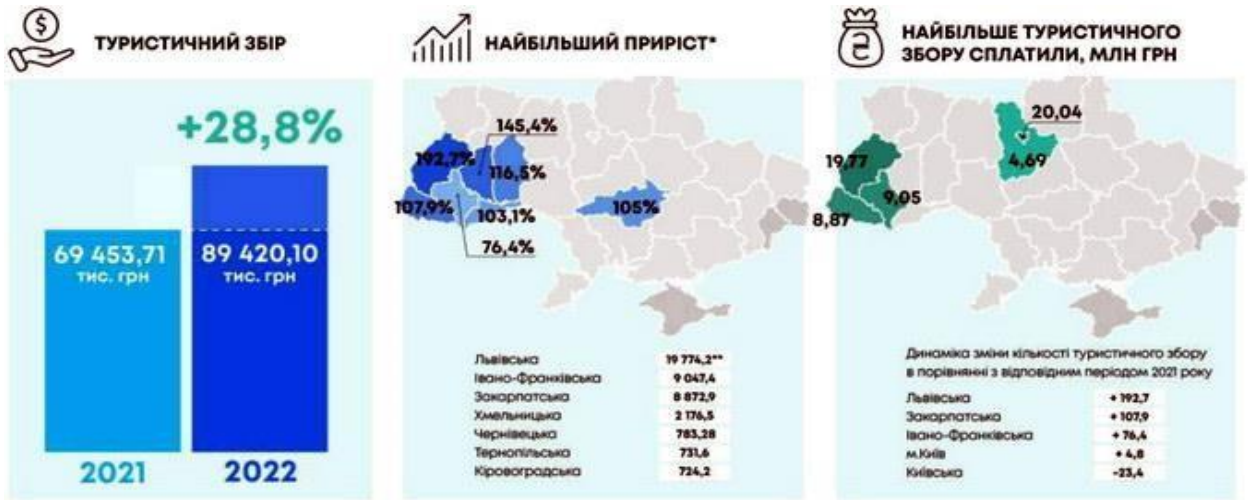 ТУРИСТИЧНИЙ ЗБІР
+28,8%
69 453,71
тис. грн
89 420,10
тис. грн
2021
2022
НАЙБІЛЬШИЙ ПРИРІСТ*
145,4%
192,7%
116,5%
107,9%
103,1%
105%
76,4%
Львівська 19 774,2**
Івано-Франківська 9 047,4
Закарпатська 8 872,9
Хмельницька 2 176,5
Чернівецька 783,28
Тернопільська 731,6
Кіровоградська 724,2
НАЙБІЛЬШЕ ТУРИСТИЧНОГО
ЗБОРУ СПЛАТИЛИ, МЛН ГРН
20,04
19,77
4,69
9,05
8,87
Динаміка зміни кількості туристичного збору
в порівнянні з відповідним періодом 2021 року
Львівська + 192,7
Закарпатська + 107,9
Івано-Франківська + 76,4
м.Київ + 4,8
Київська -23,4